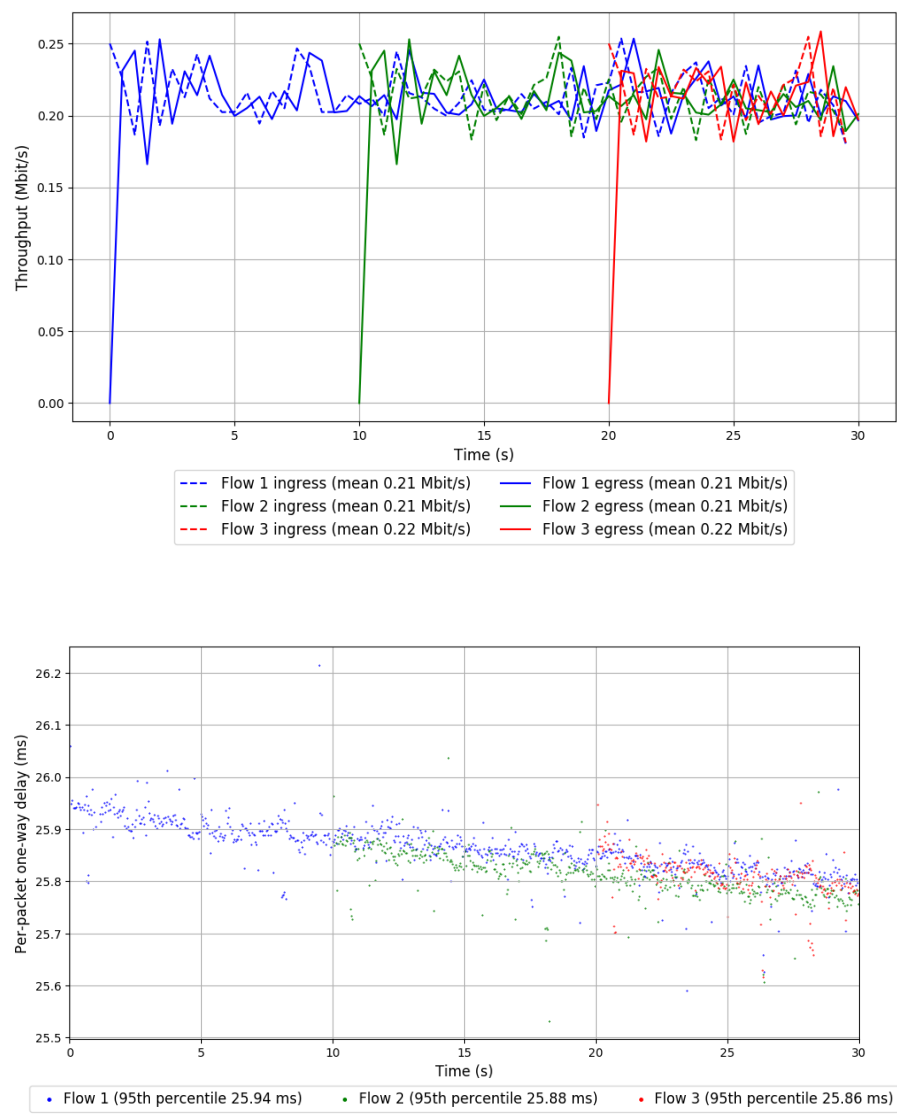 0.25
0.20
0.15
0.10
0.05
0.00
Throughput (Mbit/s)
0 5 10 15 20 25 30
Time (s)
Flow 1 ingress (mean 0.21 Mbit/s) Flow 1 egress (mean 0.21 Mbit/s)
Flow 2 ingress (mean 0.21 Mbit/s) Flow 2 egress (mean 0.21 Mbit/s)
Flow 3 ingress (mean 0.22 Mbit/s) Flow 3 egress (mean 0.22 Mbit/s)
26.2
26.1
26.0
25.9
25.8
25.7
25.6
25.5
Per-packet one-way delay (ms)
0 5 10 15 20 25 30
Time (s)
Flow 1 (95th percentile 25.94 ms) Flow 2 (95th percentile 25.88 ms) Flow 3 (95th percentile 25.86 ms)